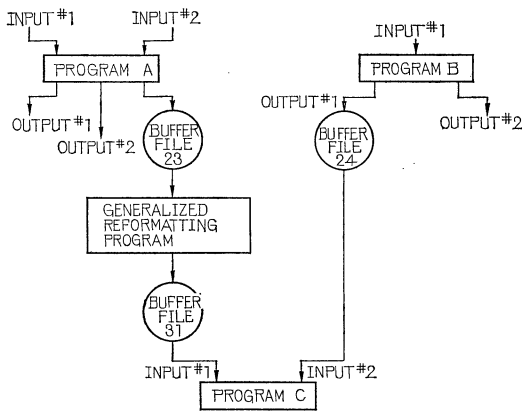 INPUT #1
INPUT #2
PROGRAM A
OUTPUT #1
OUTPUT #2
BUFFER
FILE
23
GENERALIZED
REFORMATTING
PROGRAM
BUFFER
FILE
31
INPUT #1
PROGRAM B
OUTPUT #1
OUTPUT #2
BUFFER
FILE
24
INPUT #1
INPUT #2
PROGRAM C